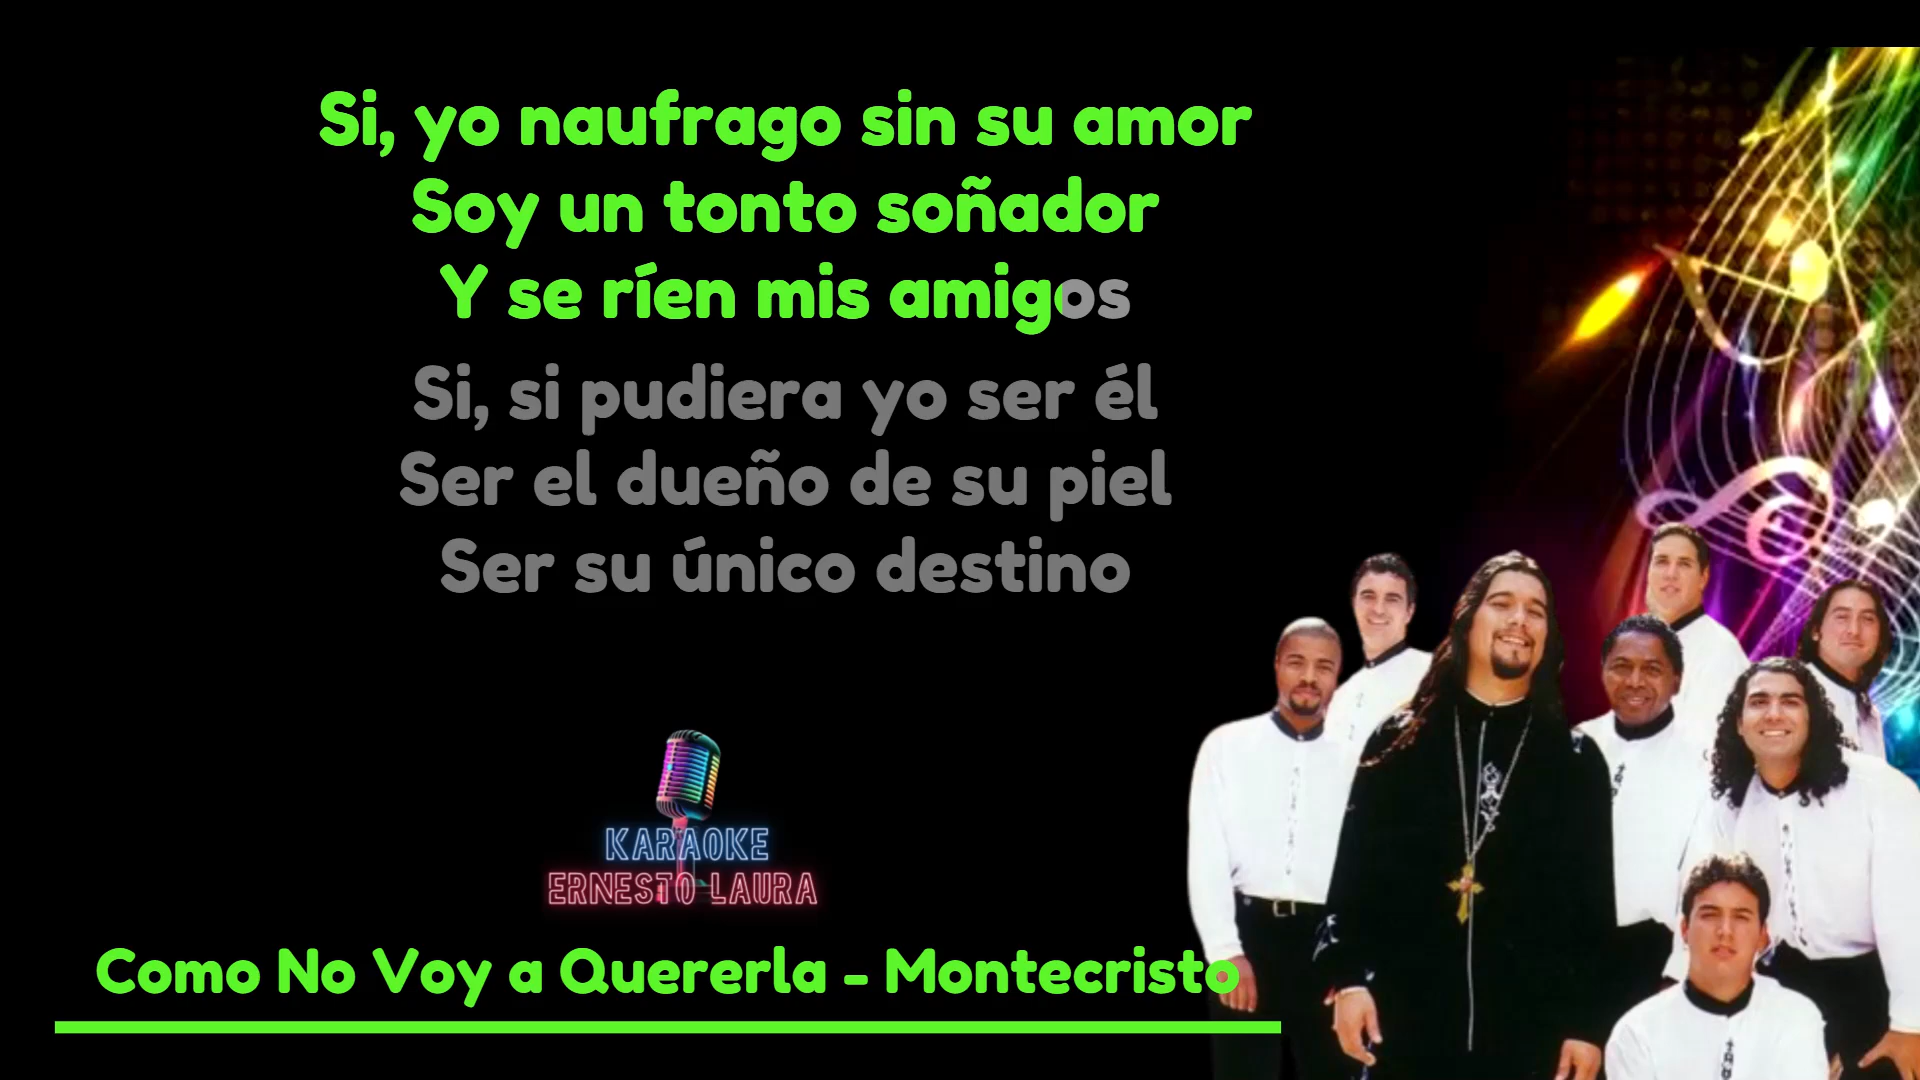 Si, yo naufrago sin su amor
Soy un tonto soñador
Y se ríen mis amigos
Si, si pudiera yo ser él
Ser el dueño de su piel
Ser su único destino
KARAOKE
ERNESTO LAURA
Como No Voy a Quererla - Montecristo